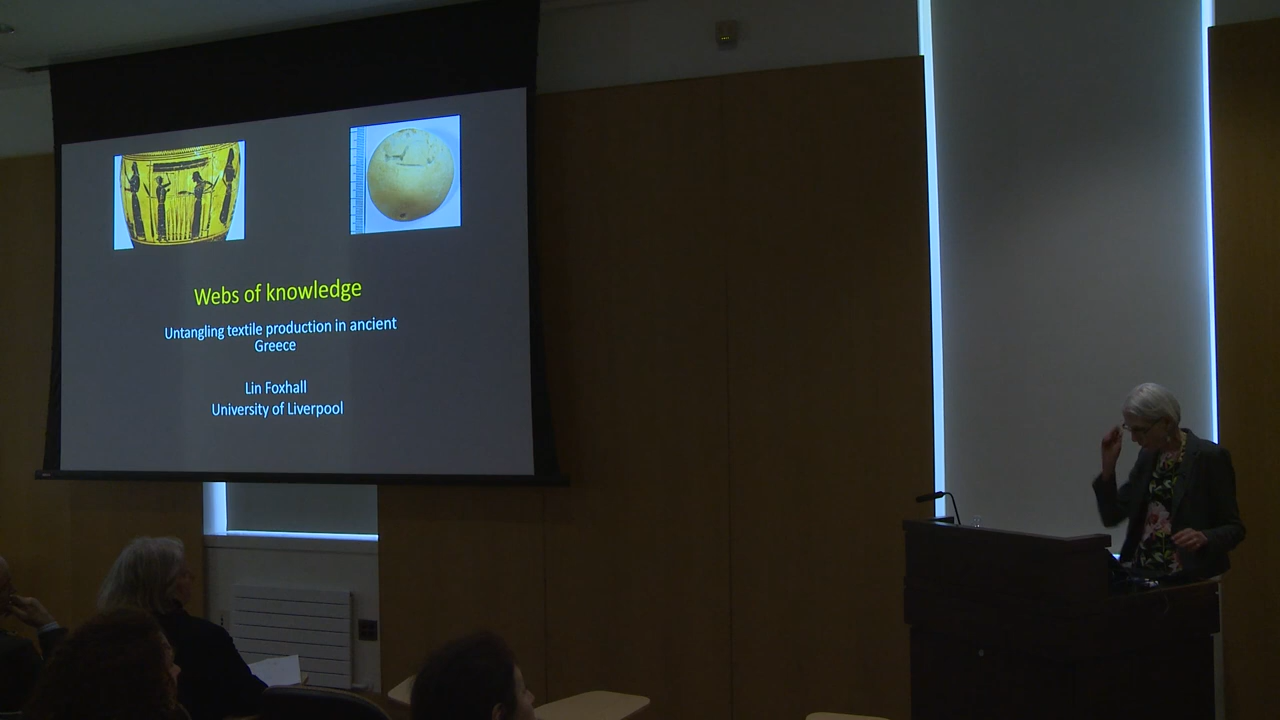 Webs of knowledge
Untangling textile production in ancient
Greece
Lin Foxhall
University of Liverpool